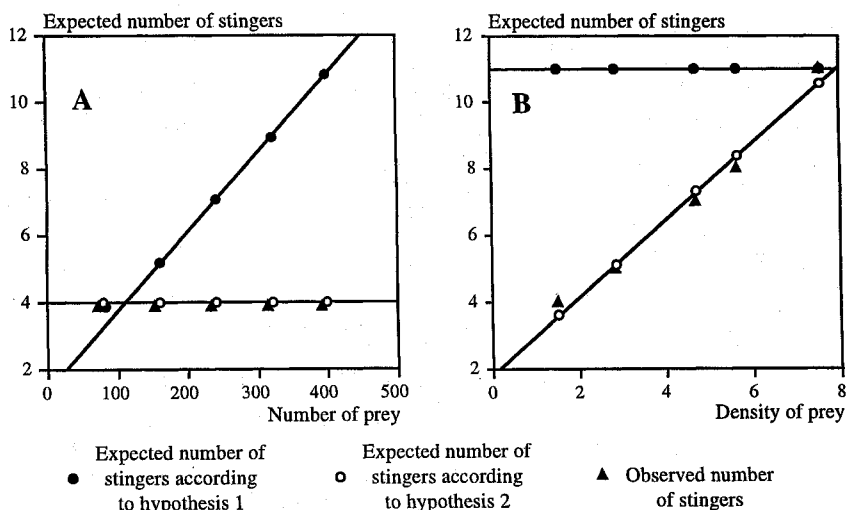 Expected number of stingers
12
10
8
6
4
2
A
0
100
200
300
400
500
Number of prey
Expected number of stingers
12
10
8
6
4
2
B
0
2
4
6
8
Density of prey
Expected number of
stingers according
to hypothesis 1
Expected number of
stingers according
to hypothesis 2
Observed number
of stingers